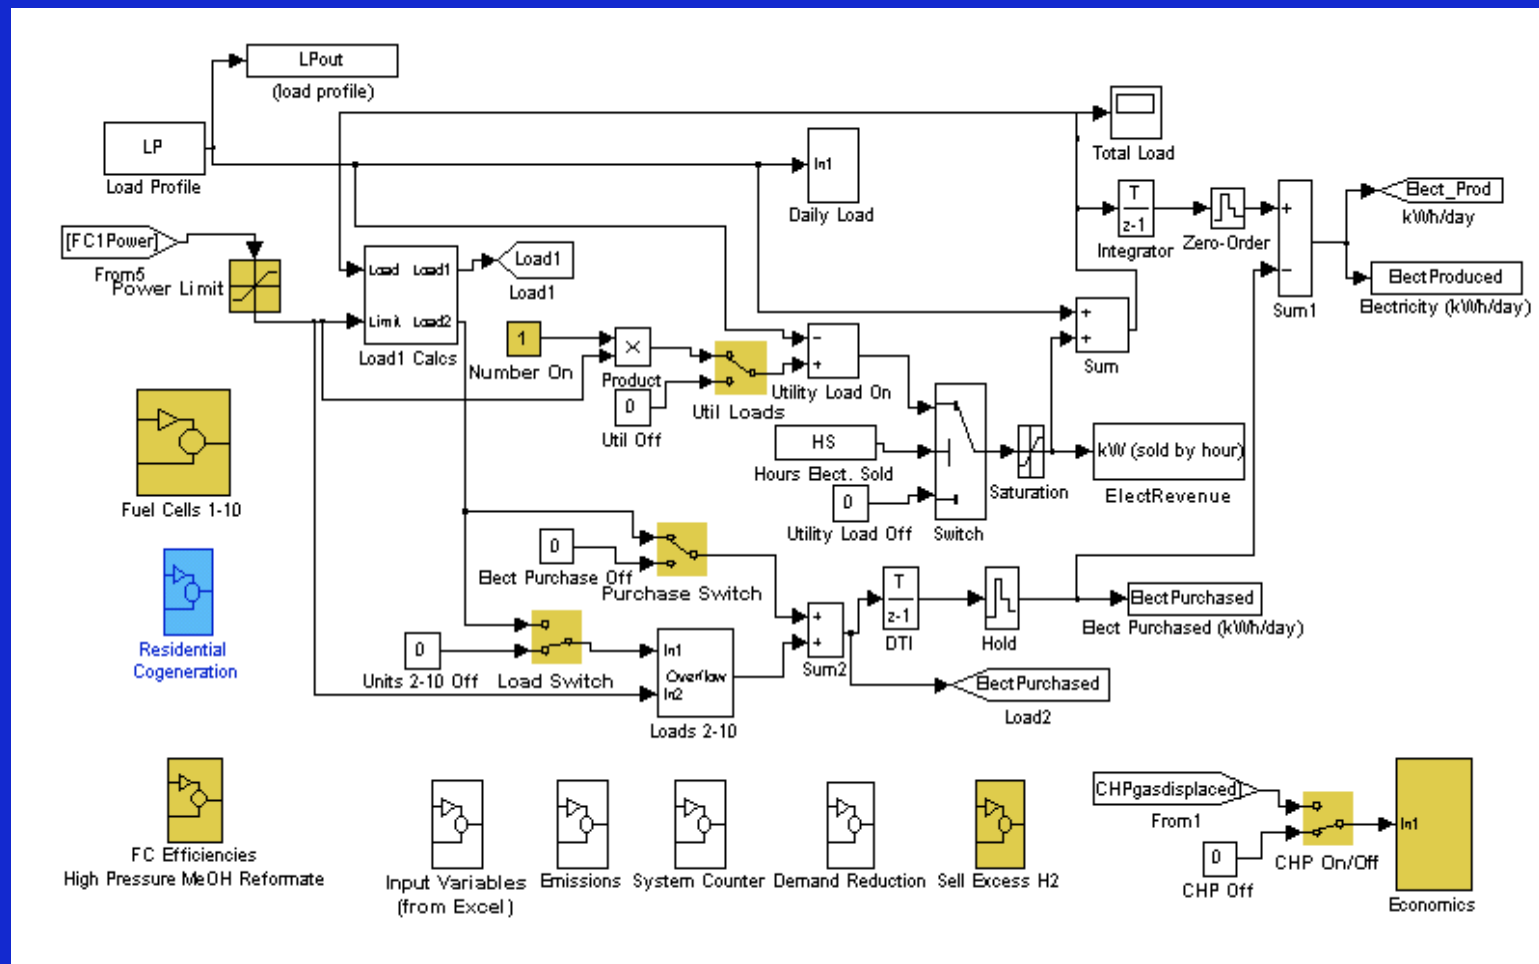 LPout
(load profile)
LP
Load Profile
In1
Daily Load
Total Load
T
z-1
Integrator
Zero-Order
+
−
Sum1
Elect_Prod
kWh/day
ElectProduced
Electricity (kWh/day)
[FC1Power]
From5
Power Limit
Load Load1
Limit Load2
Load1 Calcs
Load1
Load1
1
Number On
×
Product
0
Util Off
Util Loads
−
+
Utility Load On
+
+
Sum
HS
Hours Elect. Sold
0
Utility Load Off
Switch
Saturation
kW (sold by hour)
ElectRevenue
Fuel Cells 1-10
Residential
Cogeneration
0
Elect Purchase Off
Purchase Switch
0
Units 2-10 Off
Load Switch
In1
Overflow
In2
Loads 2-10
+
+
Sum2
T
z-1
DTI
Hold
ElectPurchased
Elect Purchased (kWh/day)
ElectPurchased
Load2
FC Efficiencies
High Pressure MeOH Reformate
Input Variables
(from Excel)
Emissions
System Counter
Demand Reduction
Sell Excess H2
CHPgasdisplaced
From1
0
CHP Off
CHP On/Off
In1
Economics